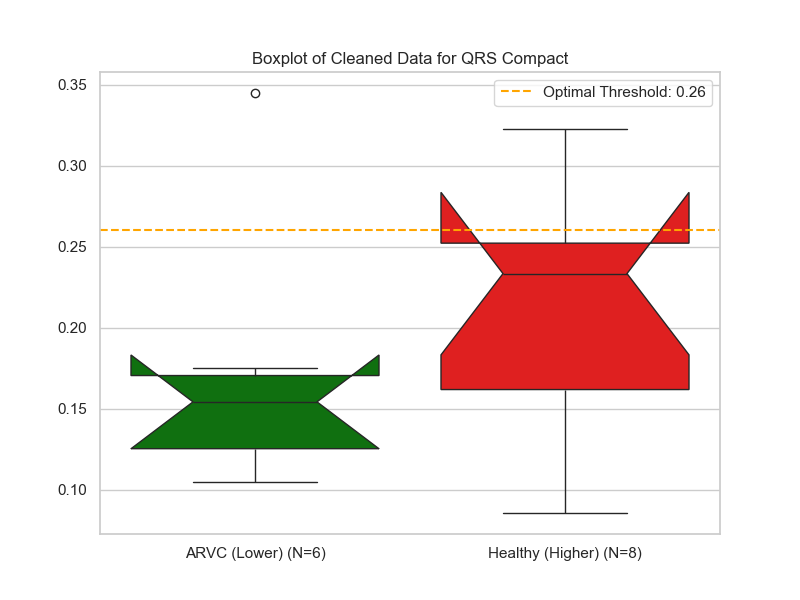 Boxplot of Cleaned Data for QRS Compact
Optimal Threshold: 0.26
0.35
0.30
0.25
0.20
0.15
0.10
ARVC (Lower) (N=6)
Healthy (Higher) (N=8)